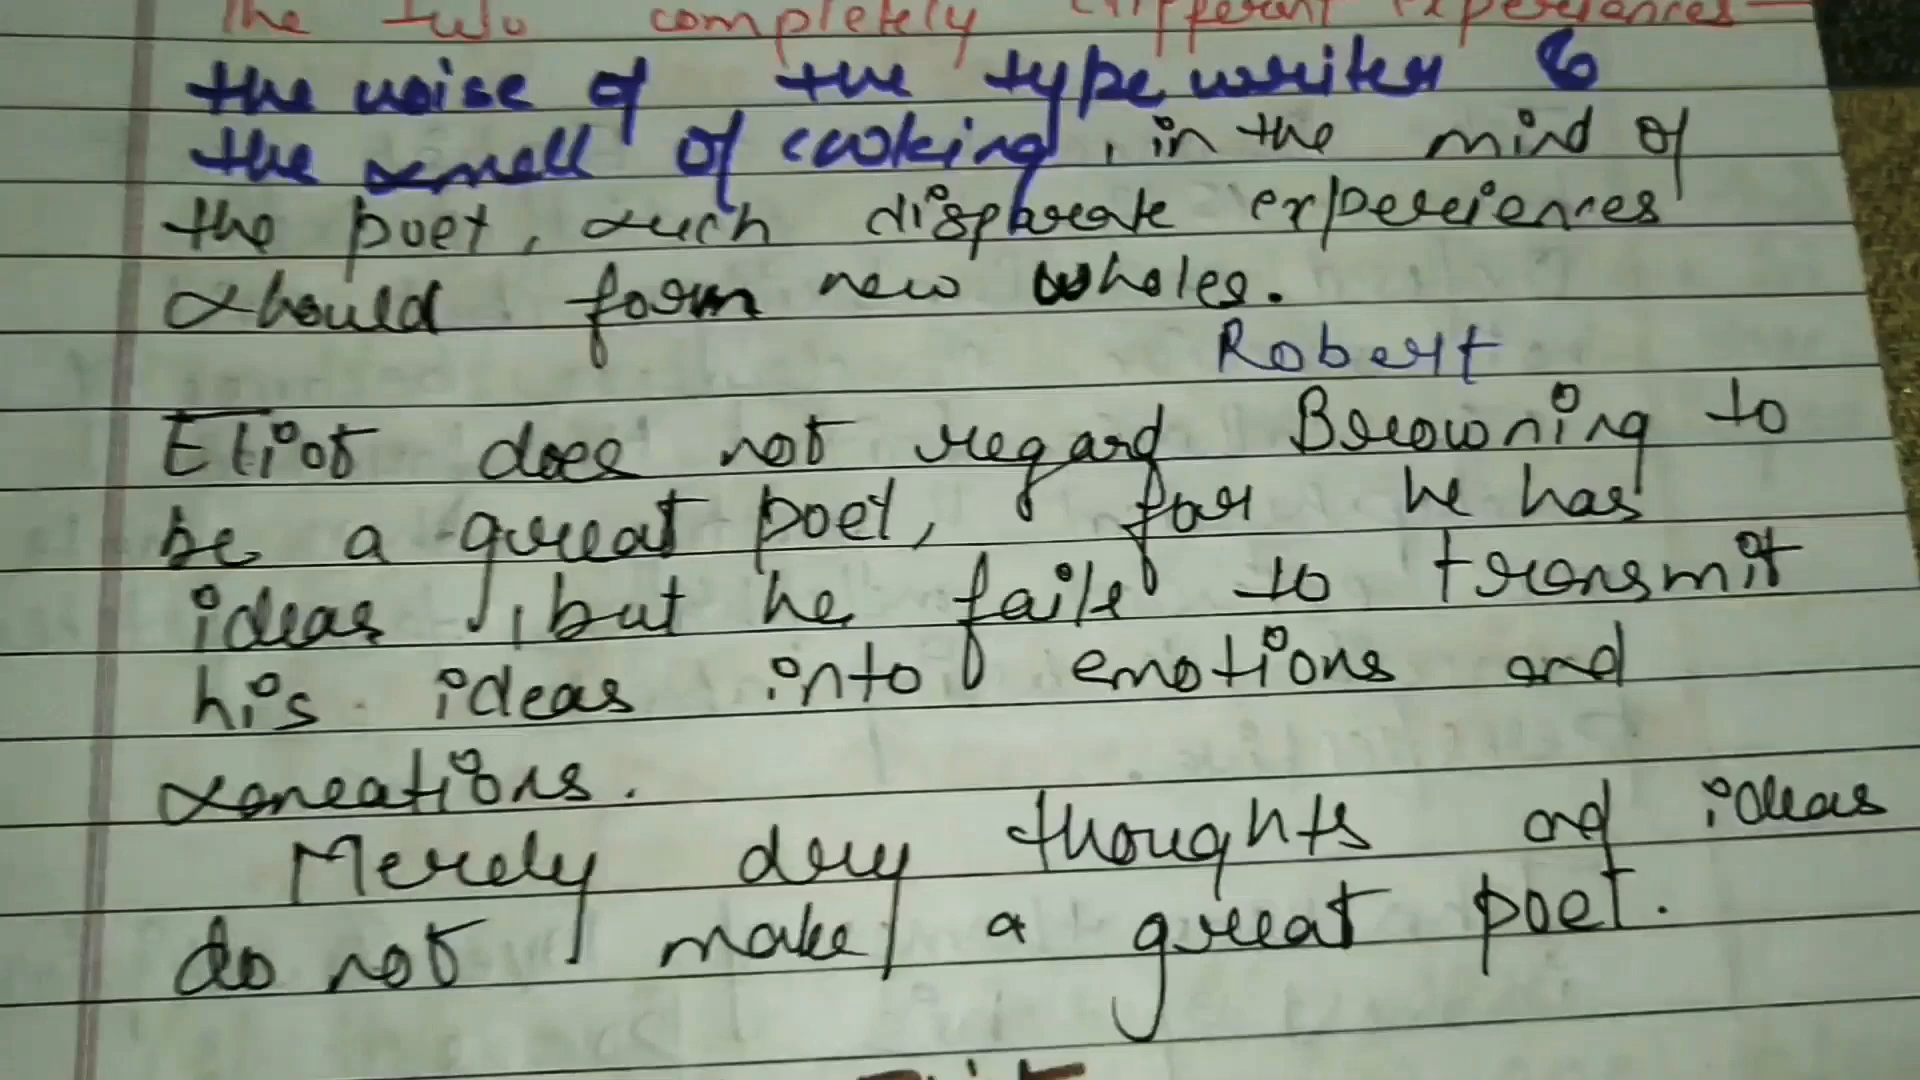 the two completely different experiences
the noise of the typewriter &
the smell of cooking, in the mind of
the poet, such disparate experiences
should form new wholes.
Robert
Eliot does not regard Browning to
be a great poet, for he has
ideas, but he fails to transmit
his ideas into emotions and
sensations.
Merely dry thoughts and ideas
do not make a great poet.